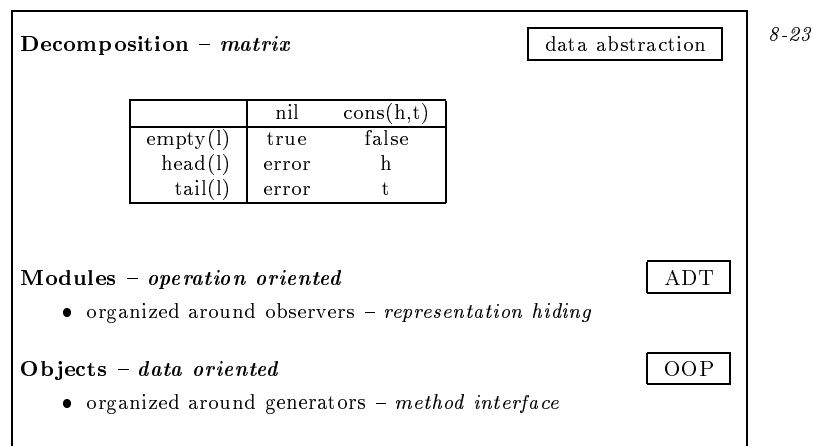 Decomposition – matrix data abstraction 8-23
nil cons(h,t)
empty(l) true false
head(l) error h
tail(l) error t
Modules – operation oriented ADT
• organized around observers – representation hiding
Objects – data oriented OOP
• organized around generators – method interface